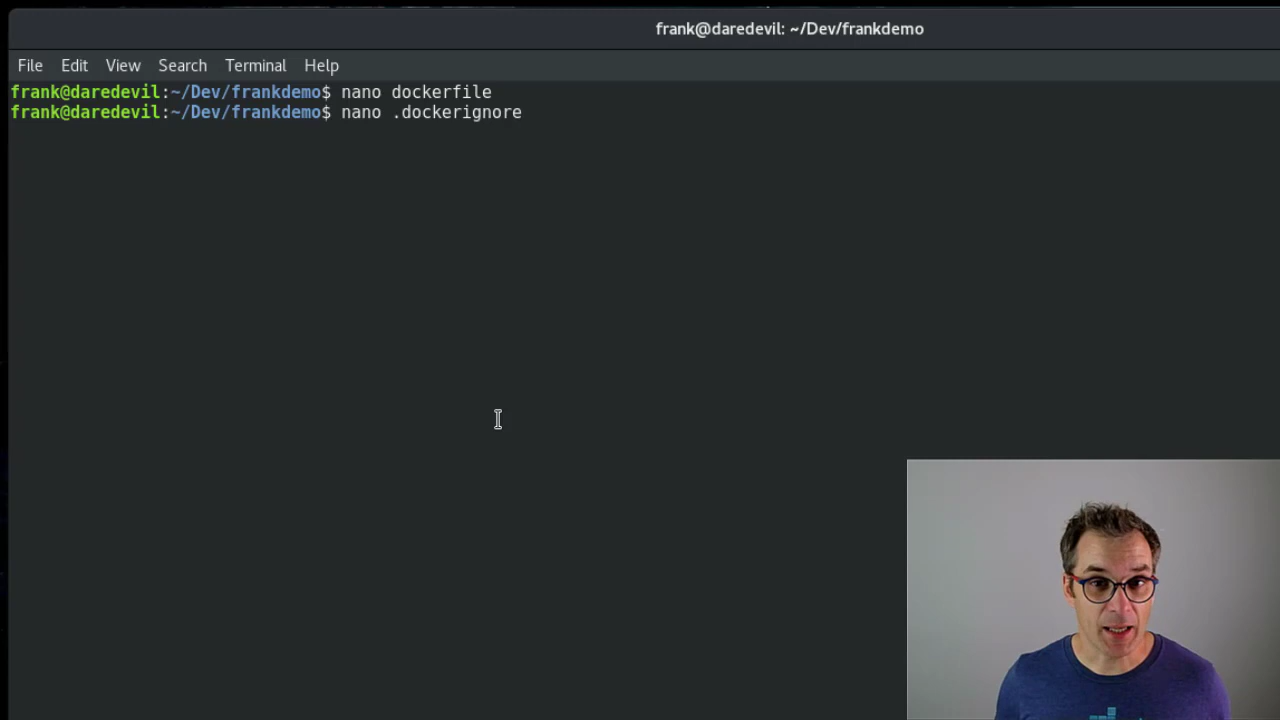 frank@daredevil: ~/Dev/frankdemo
File Edit View Search Terminal Help
frank@daredevil:~/Dev/frankdemo$ nano dockerfile
frank@daredevil:~/Dev/frankdemo$ nano .dockerignore